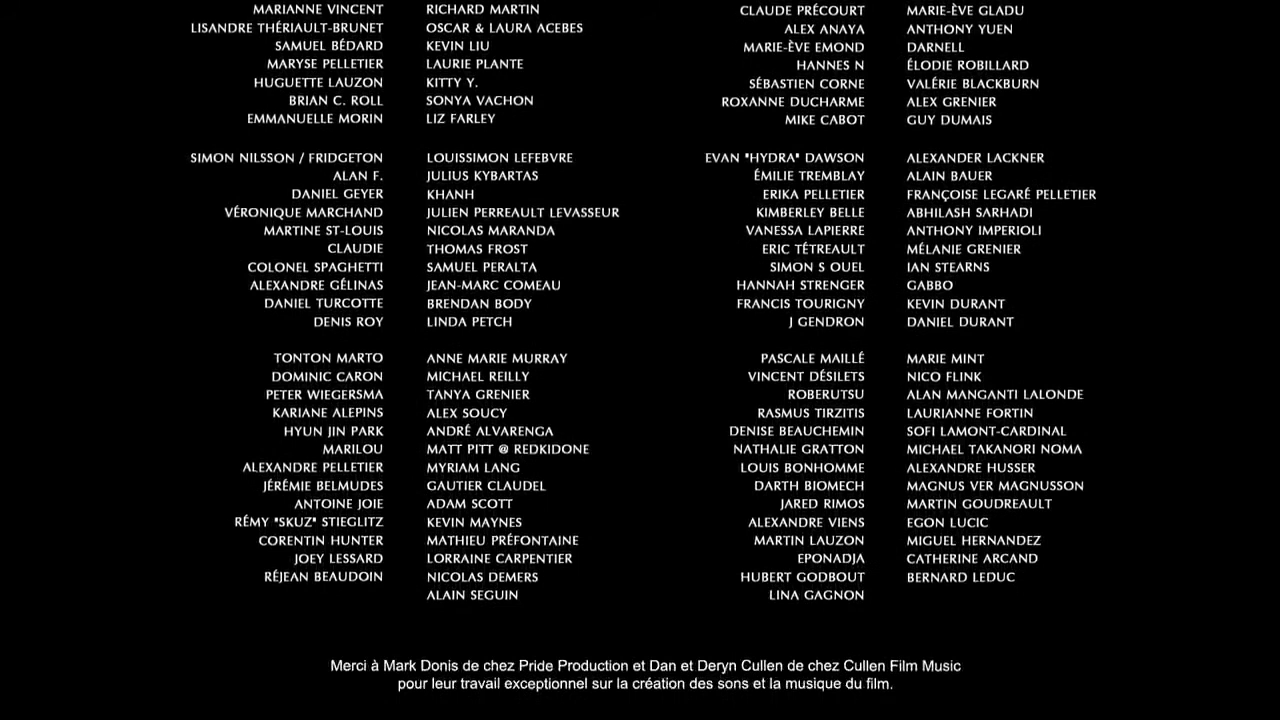 MARIANNE VINCENT RICHARD MARTIN CLAUDE PRÉCOURT MARIE-ÈVE GLADU
LISANDRE THÉRIAULT-BRUNET OSCAR & LAURA ACEBES ALEX ANAYA ANTHONY YUEN
SAMUEL BÉDARD KEVIN LIU MARIE-ÈVE EMOND DARNELL
MARYSE PELLETIER LAURIE PLANTE HANNES N ÉLODIE ROBILLARD
HUGUETTE LAUZON KITTY Y. SÉBASTIEN CORNE VALÉRIE BLACKBURN
BRIAN C. ROLL SONYA VACHON ROXANNE DUCHARME ALEX GRENIER
EMMANUELLE MORIN LIZ FARLEY MIKE CABOT GUY DUMAIS
SIMON NILSSON / FRIDGETON LOUISSIMON LEFEBVRE EVAN "HYDRA" DAWSON ALEXANDER LACKNER
ALAN F. JULIUS KYBARTAS ÉMILIE TREMBLAY ALAIN BAUER
DANIEL GEYER KHANH ERIKA PELLETIER FRANÇOISE LEGARÉ PELLETIER
VÉRONIQUE MARCHAND JULIEN PERREAULT LEVASSEUR KIMBERLEY BELLE ABHILASH SARHADI
MARTINE ST-LOUIS NICOLAS MARANDA VANESSA LAPIERRE ANTHONY IMPERIOLI
CLAUDIE THOMAS FROST ERIC TÉTREAULT MÉLANIE GRENIER
COLONEL SPAGHETTI SAMUEL PERALTA SIMON S OUEL IAN STEARNS
ALEXANDRE GÉLINAS JEAN-MARC COMEAU HANNAH STRENGER GABBO
DANIEL TURCOTTE BRENDAN BODY FRANCIS TOURIGNY KEVIN DURANT
DENIS ROY LINDA PETCH J GENDRON DANIEL DURANT
TONTON MARTO ANNE MARIE MURRAY PASCALE MAILLÉ MARIE MINT
DOMINIC CARON MICHAEL REILLY VINCENT DÉSILETS NICO FLINK
PETER WIEGERSMA TANYA GRENIER ROBERUTSU ALAN MANGANTI LALONDE
KARIANE ALEPINS ALEX SOUCY RASMUS TIRZITIS LAURIANNE FORTIN
HYUN JIN PARK ANDRÉ ALVARENGA DENISE BEAUCHEMIN SOFI LAMONT-CARDINAL
MARILOU MATT PITT @ REDKIDONE NATHALIE GRATTON MICHAEL TAKANORI NOMA
ALEXANDRE PELLETIER MYRIAM LANG LOUIS BONHOMME ALEXANDRE HUSSER
JÉRÉMIE BELMUDES GAUTIER CLAUDEL DARTH BIOMECH MAGNUS VER MAGNUSSON
ANTOINE JOIE ADAM SCOTT JARED RIMOS MARTIN GOUDREAULT
RÉMY "SKUZ" STIEGLITZ KEVIN MAYNES ALEXANDRE VIENS EGON LUCIC
CORENTIN HUNTER MATHIEU PRÉFONTAINE MARTIN LAUZON MIGUEL HERNANDEZ
JOEY LESSARD LORRAINE CARPENTIER EPONADJA CATHERINE ARCAND
RÉJEAN BEAUDOIN NICOLAS DEMERS HUBERT GODBOUT BERNARD LEDUC
ALAIN SEGUIN LINA GAGNON
Merci à Mark Donis de chez Pride Production et Dan et Deryn Cullen de chez Cullen Film Music
pour leur travail exceptionnel sur la création des sons et la musique du film.